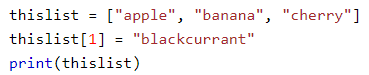 thislist = ["apple", "banana", "cherry"]
thislist[1] = "blackcurrant"
print(thislist)